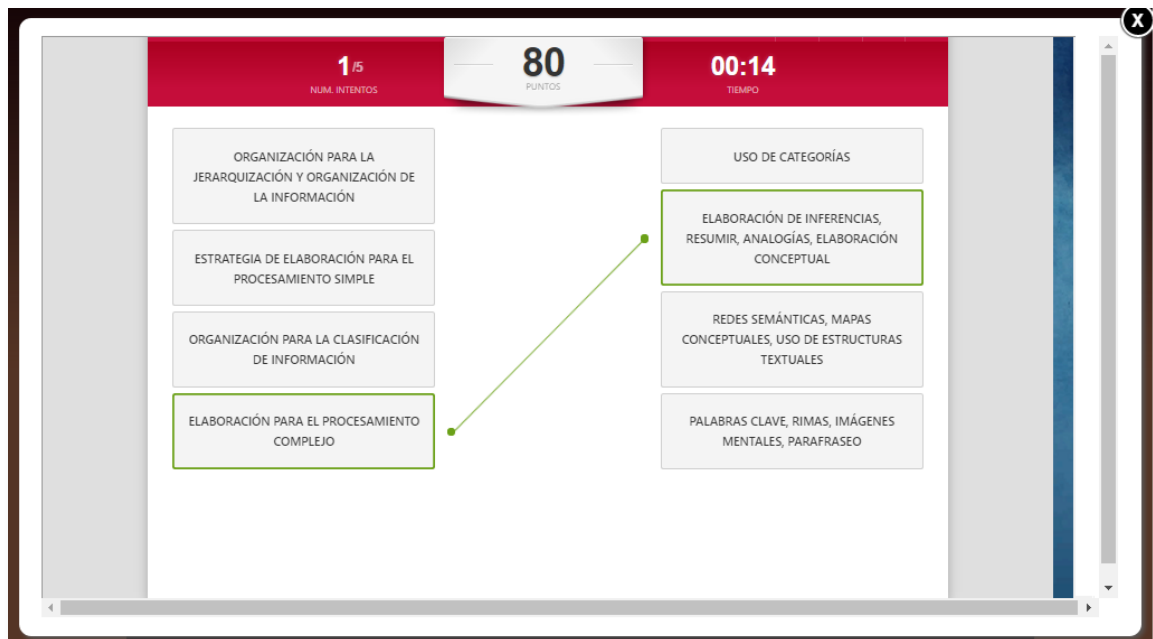 X
1/5
NUM. INTENTOS
80
PUNTOS
00:14
TIEMPO
ORGANIZACIÓN PARA LA
JERARQUIZACIÓN Y ORGANIZACIÓN DE
LA INFORMACIÓN
ESTRATEGIA DE ELABORACIÓN PARA EL
PROCESAMIENTO SIMPLE
ORGANIZACIÓN PARA LA CLASIFICACIÓN
DE INFORMACIÓN
ELABORACIÓN PARA EL PROCESAMIENTO
COMPLEJO
USO DE CATEGORÍAS
ELABORACIÓN DE INFERENCIAS,
RESUMIR, ANALOGÍAS, ELABORACIÓN
CONCEPTUAL
REDES SEMÁNTICAS, MAPAS
CONCEPTUALES, USO DE ESTRUCTURAS
TEXTUALES
PALABRAS CLAVE, RIMAS, IMÁGENES
MENTALES, PARAFRASEO